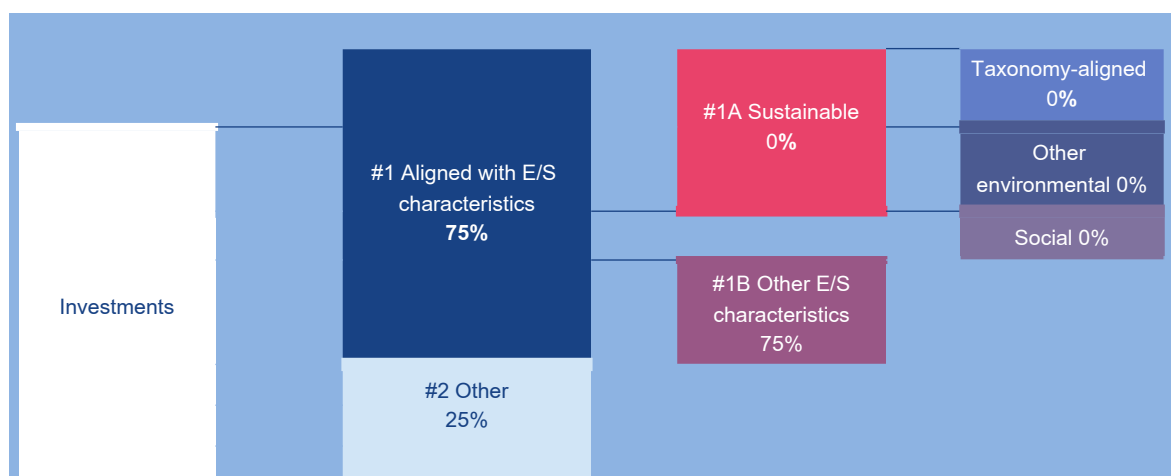 Investments
#1 Aligned with E/S
characteristics
75%
#2 Other
25%
#1A Sustainable
0%
#1B Other E/S
characteristics
75%
Taxonomy-aligned
0%
Other
environmental 0%
Social 0%